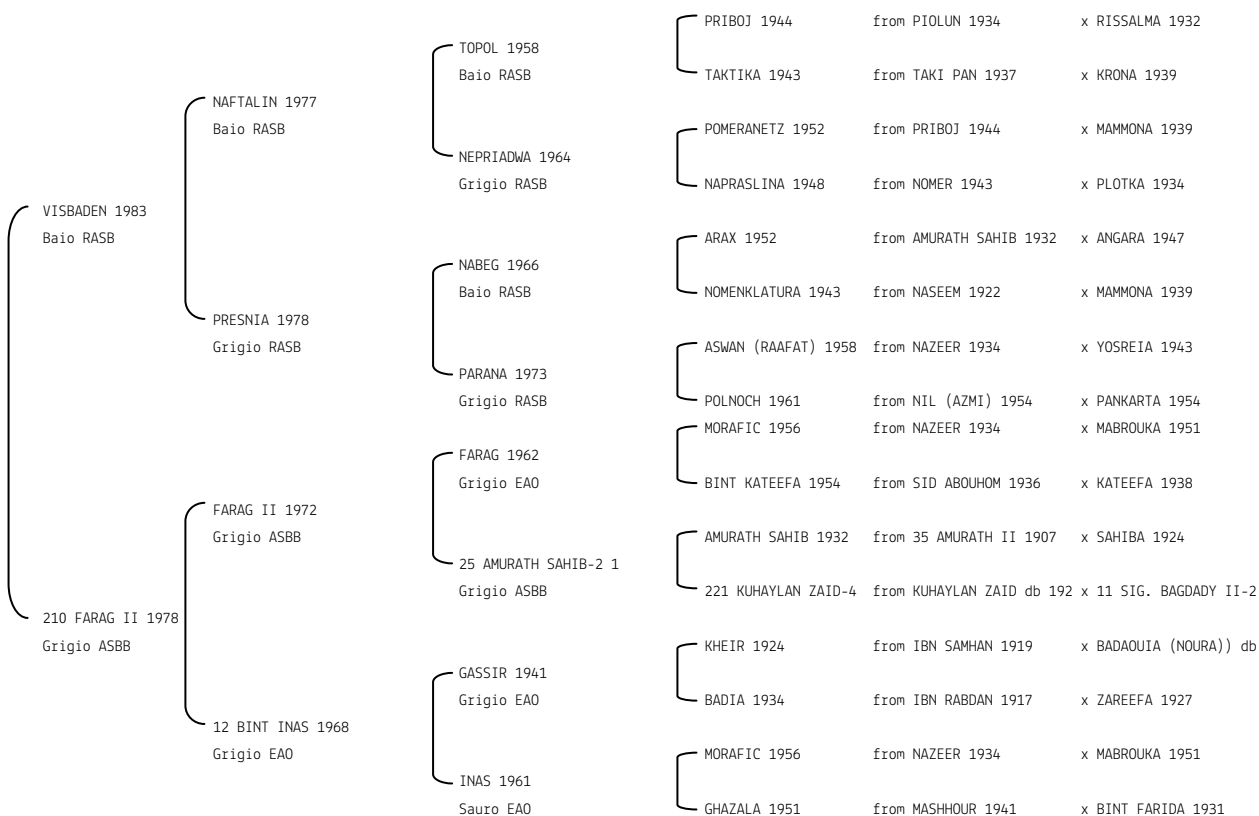 PRIBOJ 1944 from PIOLUN 1934 x RISSALMA 1932
TOPOL 1958
Baio RASB
TAKTIKA 1943 from TAKI PAN 1937 x KRONA 1939
NAFTALIN 1977
Baio RASB
POMERANETZ 1952 from PRIBOJ 1944 x MAMMONA 1939
NEPRIADWA 1964
Grigio RASB
NAPRASLINA 1948 from NOMER 1943 x PLOTKA 1934
VISBADEN 1983
Baio RASB
ARAX 1952 from AMURATH SAHIB 1932 x ANGARA 1947
NABEG 1966
Baio RASB
NOMENKLATURA 1943 from NASEEM 1922 x MAMMONA 1939
PRESNIA 1978
Grigio RASB
ASWAN (RAAFAT) 1958 from NAZEER 1934 x YOSREIA 1943
PARANA 1973
Grigio RASB
POLNOCH 1961 from NIL (AZMI) 1954 x PANKARTA 1954
MORAFIC 1956 from NAZEER 1934 x MABROUKA 1951
FARAG 1962
Grigio EAO
BINT KATEEFA 1954 from SID ABOUHOM 1936 x KATEEFA 1938
FARAG II 1972
Grigio ASBB
AMURATH SAHIB 1932 from 35 AMURATH II 1907 x SAHIBA 1924
25 AMURATH SAHIB-2 1
Grigio ASBB
221 KUHAYLAN ZAID-4 from KUHAYLAN ZAID db 192 x 11 SIG. BAGDADY II-2
210 FARAG II 1978
Grigio ASBB
KHEIR 1924 from IBN SAMHAN 1919 x BADAOUIA (NOURA)) db
GASSIR 1941
Grigio EAO
BADIA 1934 from IBN RABDAN 1917 x ZAREEFA 1927
12 BINT INAS 1968
Grigio EAO
MORAFIC 1956 from NAZEER 1934 x MABROUKA 1951
INAS 1961
Sauro EAO
GHAZALA 1951 from MASHHOUR 1941 x BINT FARIDA 1931